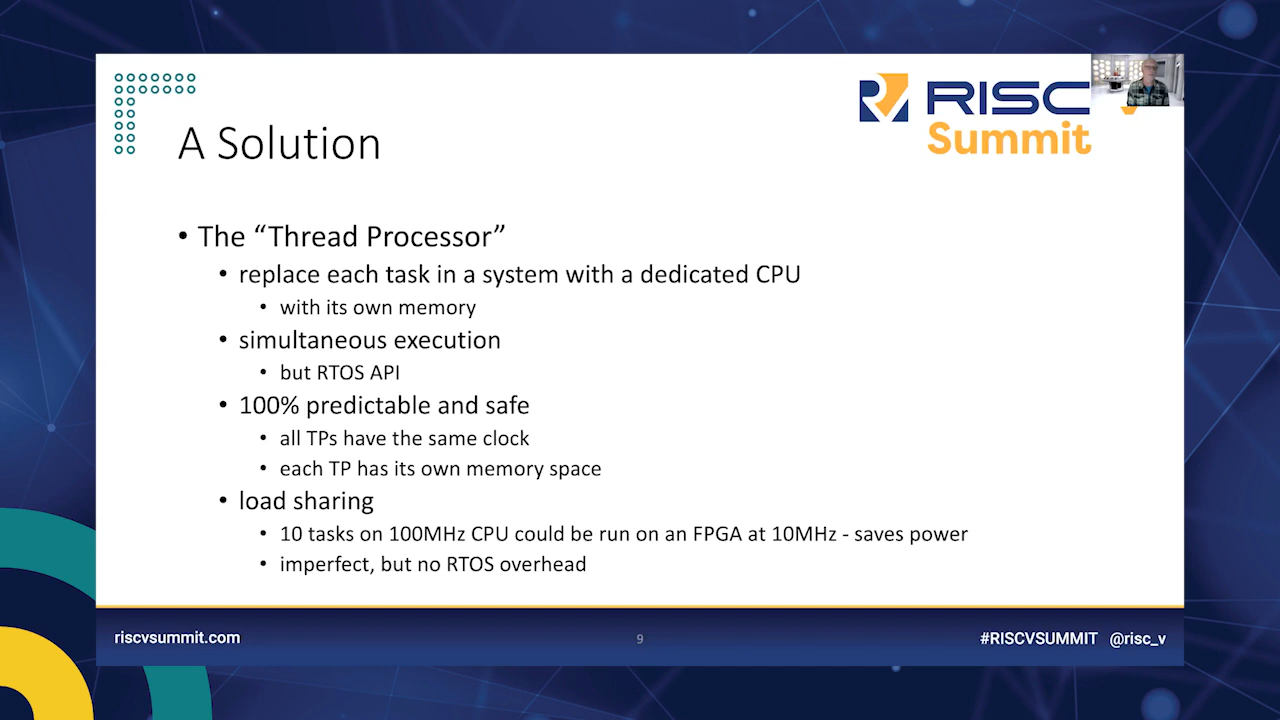 RISC
Summit
A Solution
• The “Thread Processor”
• replace each task in a system with a dedicated CPU
• with its own memory
• simultaneous execution
• but RTOS API
• 100% predictable and safe
• all TPs have the same clock
• each TP has its own memory space
• load sharing
• 10 tasks on 100MHz CPU could be run on an FPGA at 10MHz - saves power
• imperfect, but no RTOS overhead
riscvsummit.com
9
#RISCVSUMMIT @risc_v